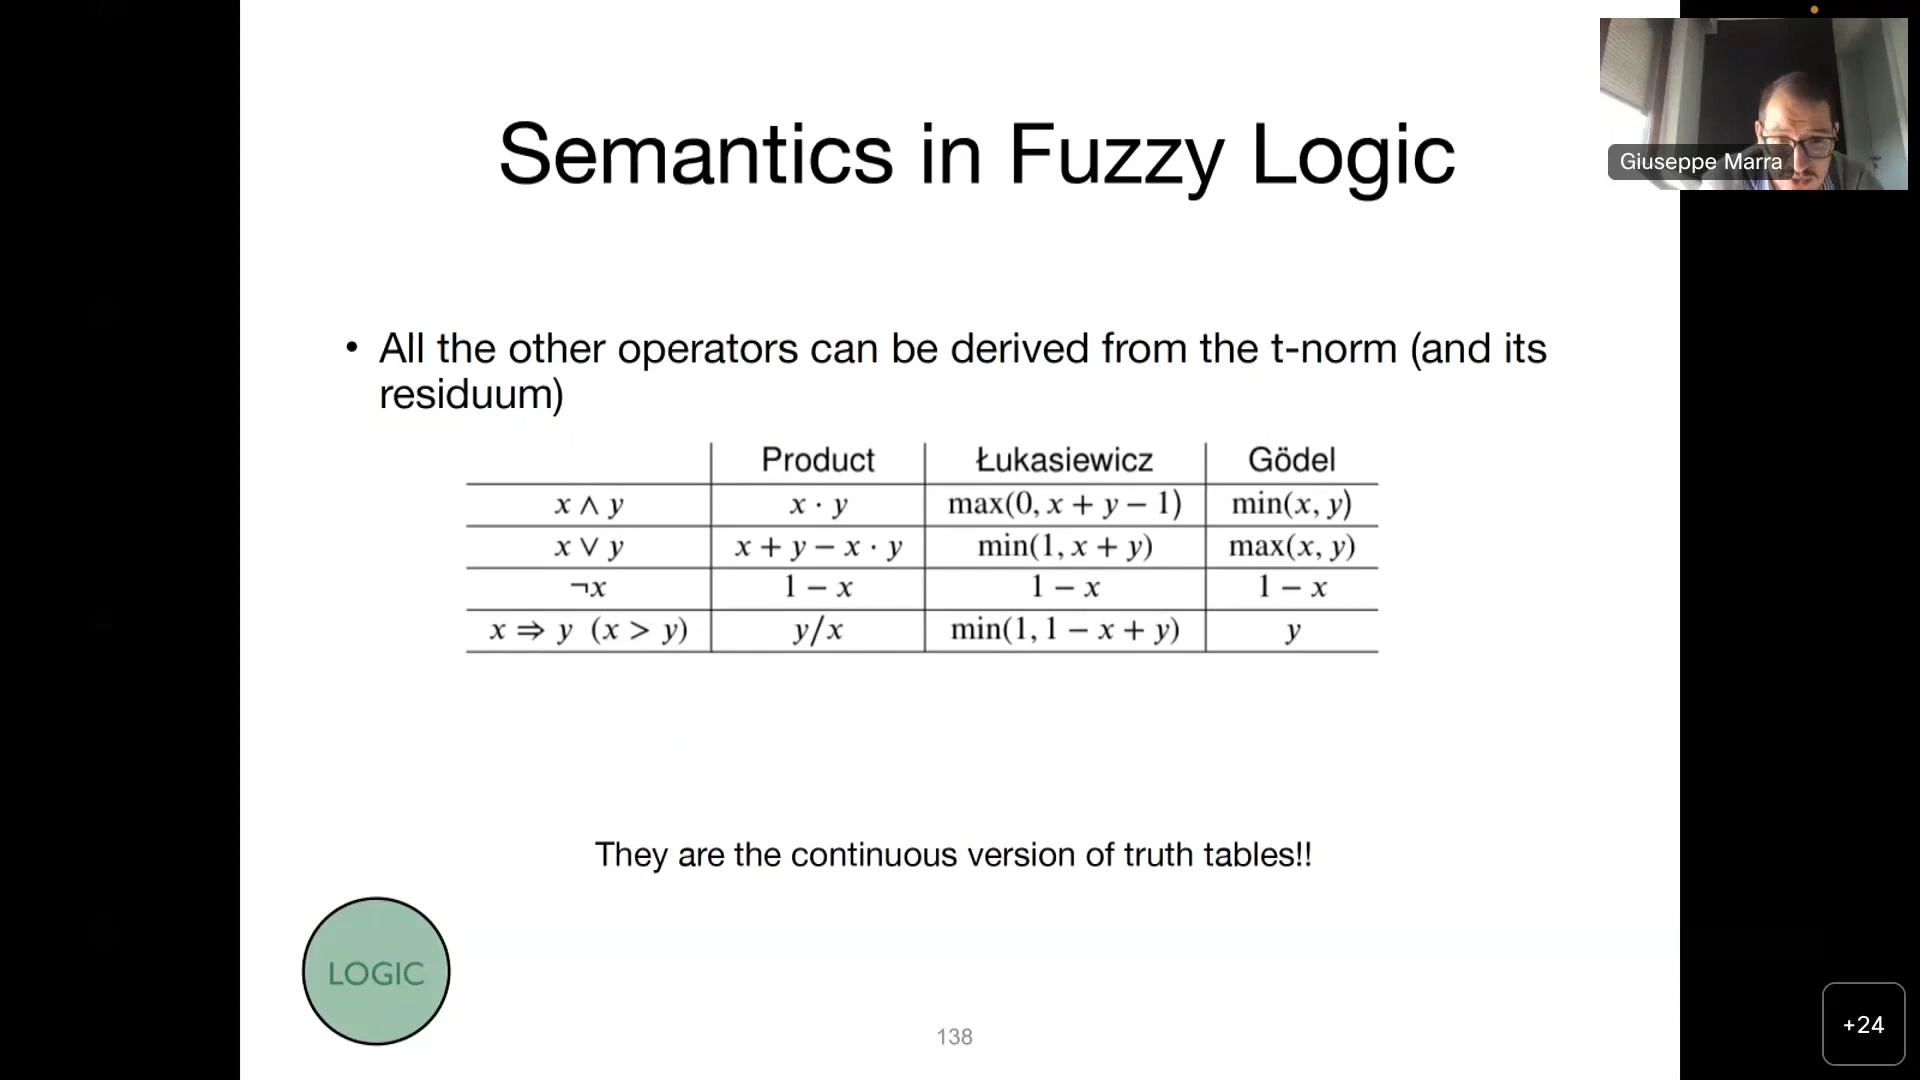 Semantics in Fuzzy Logic
Giuseppe Marra
• All the other operators can be derived from the t-norm (and its
residuum)
Product Łukasiewicz Gödel
x ∧ y x · y max(0, x + y − 1) min(x, y)
x ∨ y x + y − x · y min(1, x + y) max(x, y)
¬x 1 − x 1 − x 1 − x
x ⇒ y (x > y) y/x min(1, 1 − x + y) y
They are the continuous version of truth tables!!
LOGIC
138
+24